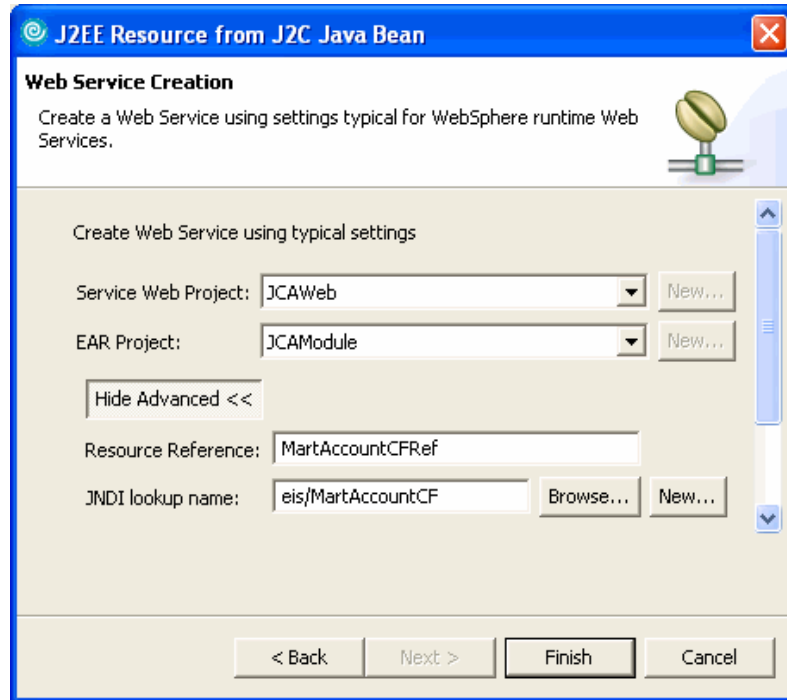 J2EE Resource from J2C Java Bean
Web Service Creation
Create a Web Service using settings typical for WebSphere runtime Web
Services.
Create Web Service using typical settings
Service Web Project: JCAWeb New...
EAR Project: JCAModule New...
Hide Advanced <<
Resource Reference: MartAccountCFRef
JNDI lookup name: eis/MartAccountCF Browse... New...
< Back Next > Finish Cancel